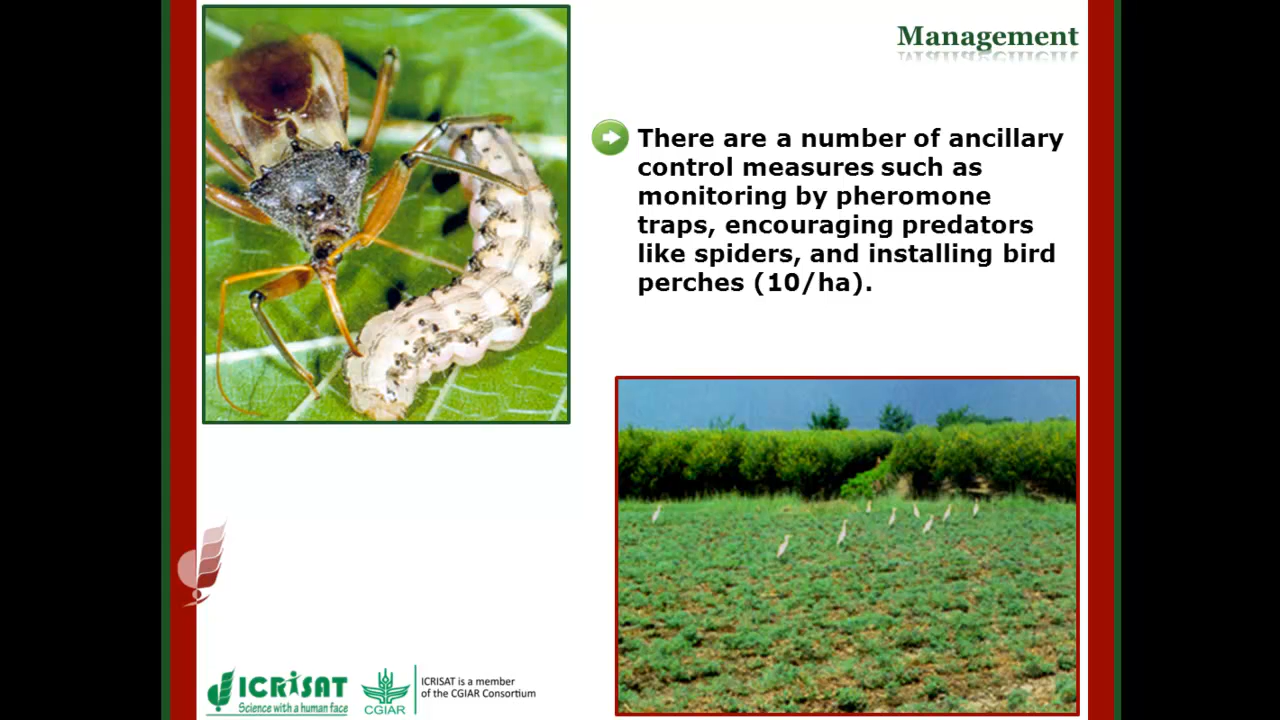 Management
There are a number of ancillary
control measures such as
monitoring by pheromone
traps, encouraging predators
like spiders, and installing bird
perches (10/ha).
ICRISAT
Science with a human face
CGIAR
ICRISAT is a member
of the CGIAR Consortium